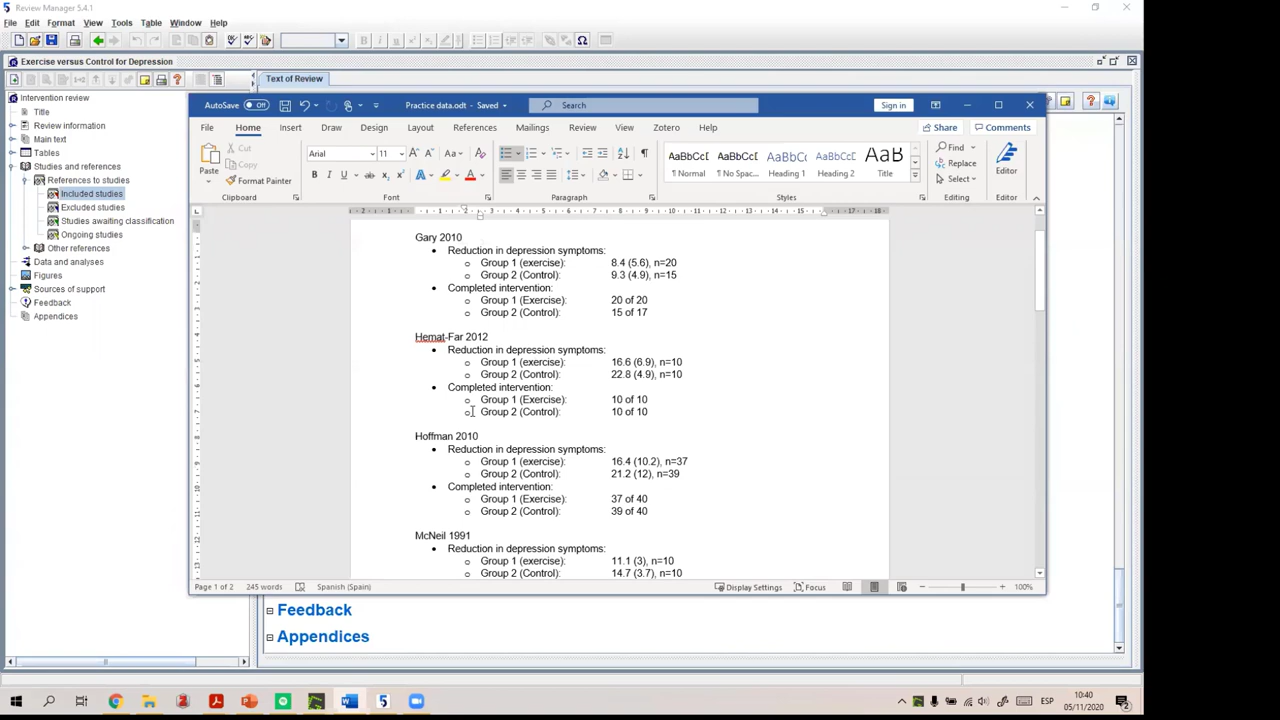 Review Manager 5.4.1
File Edit Format View Tools Table Window Help
Exercise versus Control for Depression
Text of Review
Intervention review
Title
Review information
Main text
Tables
Studies and references
References to studies
Included studies
Excluded studies
Studies awaiting classification
Ongoing studies
Other references
Data and analyses
Figures
Sources of support
Feedback
Appendices
AutoSave Off Practice data.odt - Saved Search Sign in
File Home Insert Draw Design Layout References Mailings Review View Zotero Help Share Comments
Paste Cut Copy Format Painter
Arial 11
AaBbCcI AaBbCcI AaBbCcD AaBbCcD AaB
¶ Normal ¶ Normal Heading 1 Heading 2 Title
Find Replace Select Editor
Clipboard Font Paragraph Styles Editing Editor
Gary 2010
Reduction in depression symptoms:
Group 1 (exercise): 8.4 (5.6), n=20
Group 2 (Control): 9.3 (4.9), n=15
Completed intervention:
Group 1 (Exercise): 20 of 20
Group 2 (Control): 15 of 17
Hemat-Far 2012
Reduction in depression symptoms:
Group 1 (exercise): 16.6 (6.9), n=10
Group 2 (Control): 22.8 (4.9), n=10
Completed intervention:
Group 1 (Exercise): 10 of 10
Group 2 (Control): 10 of 10
Hoffman 2010
Reduction in depression symptoms:
Group 1 (exercise): 16.4 (10.2), n=37
Group 2 (Control): 21.2 (12), n=39
Completed intervention:
Group 1 (Exercise): 37 of 40
Group 2 (Control): 39 of 40
McNeil 1991
Reduction in depression symptoms:
Group 1 (exercise): 11.1 (3), n=10
Group 2 (Control): 14.7 (3.7), n=10
Page 1 of 2 245 words Spanish (Spain) Display Settings Focus 100%
Feedback
Appendices
ESP 10:40
05/11/2020